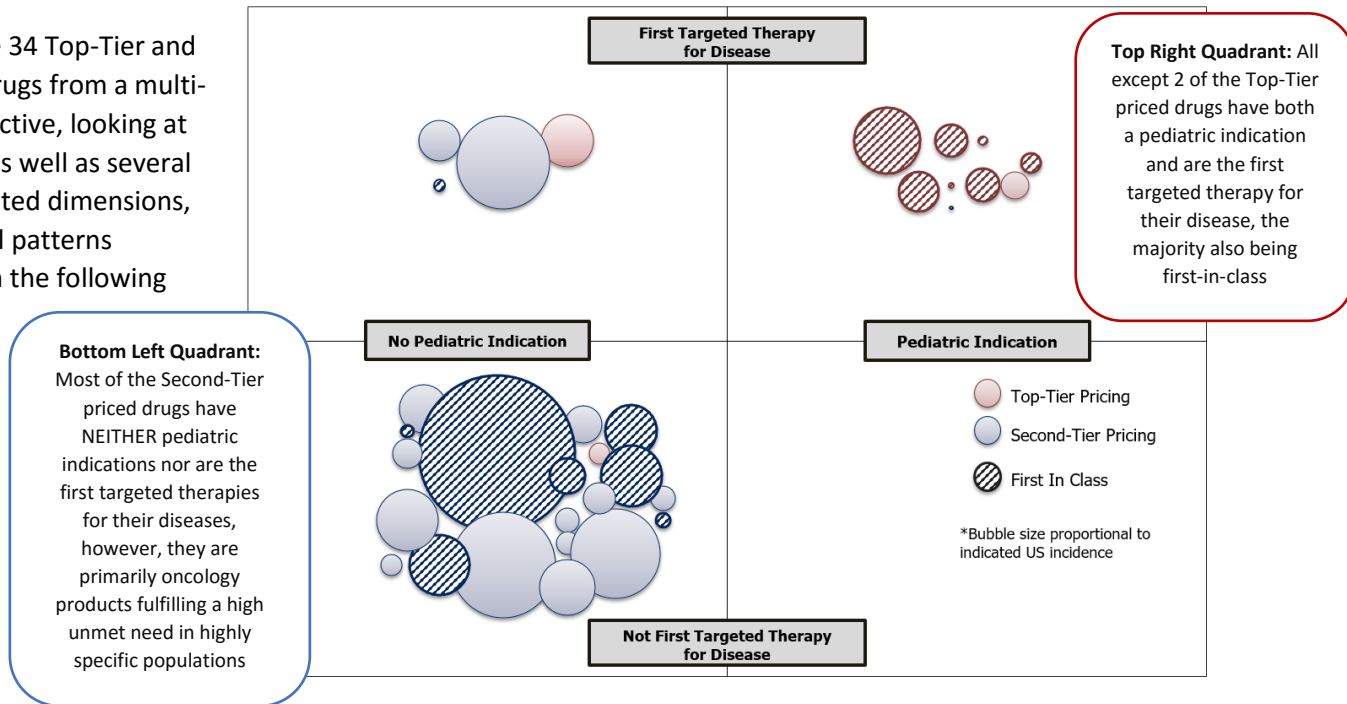 34 Top-Tier and
rugs from a multi-
ctive, looking at
s well as several
ted dimensions,
l patterns
the following
First Targeted Therapy
for Disease
Top Right Quadrant: All
except 2 of the Top-Tier
priced drugs have both
a pediatric indication
and are the first
targeted therapy for
their disease, the
majority also being
first-in-class
No Pediatric Indication
Pediatric Indication
Bottom Left Quadrant:
Most of the Second-Tier
priced drugs have
NEITHER pediatric
indications nor are the
first targeted therapies
for their diseases,
however, they are
primarily oncology
products fulfilling a high
unmet need in highly
specific populations
Top-Tier Pricing
Second-Tier Pricing
First In Class
*Bubble size proportional to
indicated US incidence
Not First Targeted Therapy
for Disease